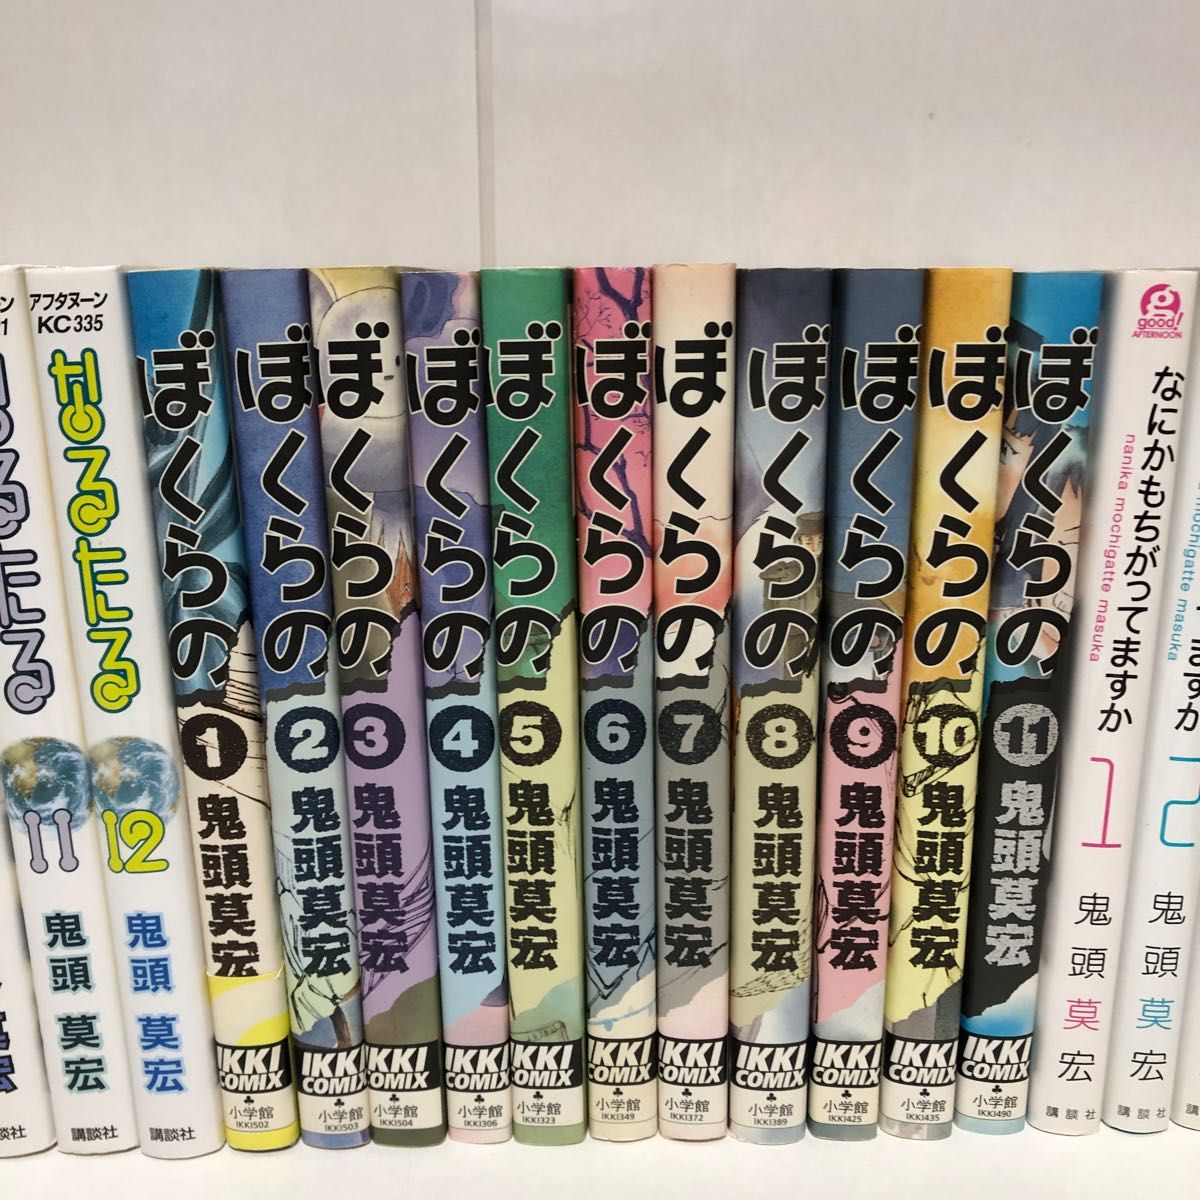 なるたる
11
鬼頭 莫宏
講談社
アフタヌーン
KC335
なるたる
12
鬼頭 莫宏
講談社
ぼくらの
1
鬼頭莫宏
IKKI
COMIX
小学館
IKKI502
ぼくらの
2
鬼頭莫宏
IKKI
COMIX
小学館
IKKI503
ぼくらの
3
鬼頭莫宏
IKKI
COMIX
小学館
IKKI504
ぼくらの
4
鬼頭莫宏
IKKI
COMIX
小学館
IKKI306
ぼくらの
5
鬼頭莫宏
IKKI
COMIX
小学館
IKKI323
ぼくらの
6
鬼頭莫宏
IKKI
COMIX
小学館
IKKI349
ぼくらの
7
鬼頭莫宏
IKKI
COMIX
小学館
IKKI372
ぼくらの
8
鬼頭莫宏
IKKI
COMIX
小学館
IKKI389
ぼくらの
9
鬼頭莫宏
IKKI
COMIX
小学館
IKKI425
ぼくらの
10
鬼頭莫宏
IKKI
COMIX
小学館
IKKI435
ぼくらの
11
鬼頭莫宏
IKKI
COMIX
小学館
IKKI490
good!
AFTERNOON
なにかもちがってますか
nanika mochigatte masuka
1
鬼頭莫宏
講談社
ますか
mochigatte masuka
2
鬼頭莫宏
講談社